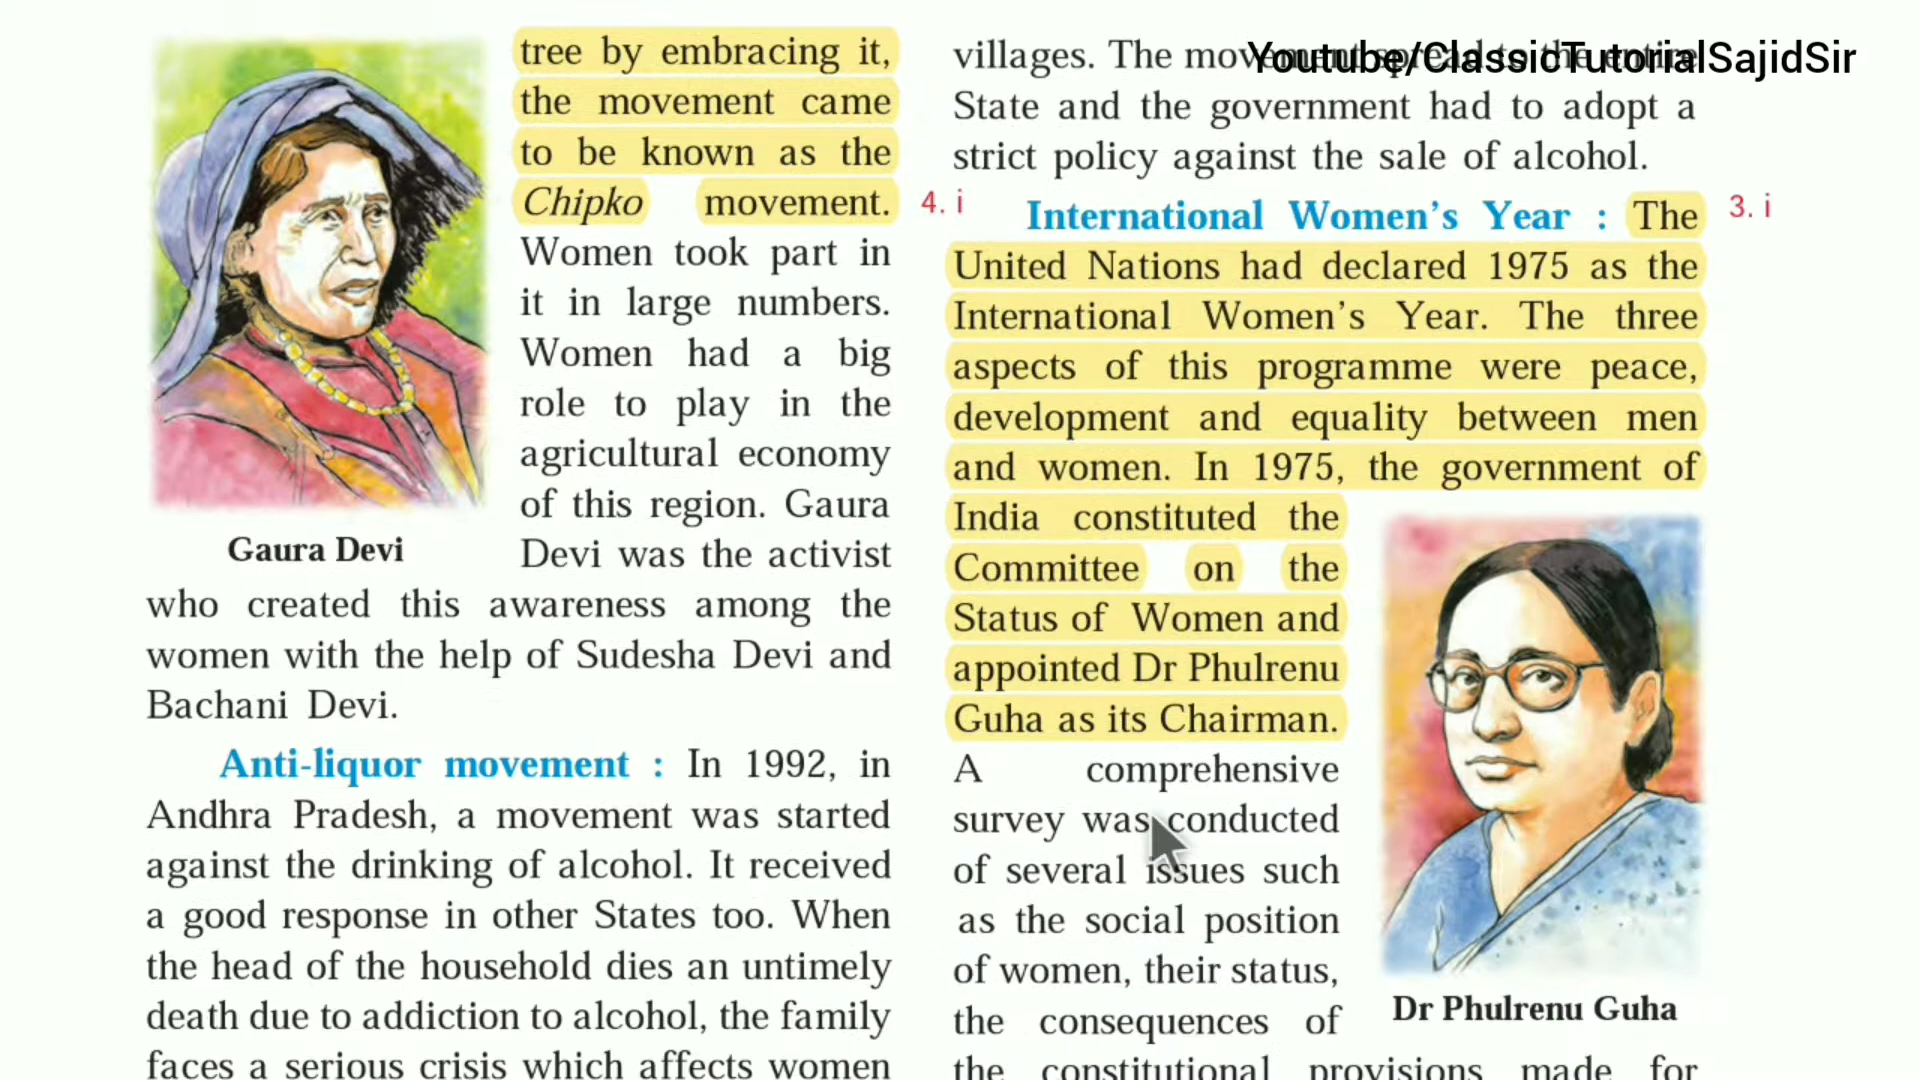 tree by embracing it,
the movement came
to be known as the
Chipko movement.
Women took part in
it in large numbers.
Women had a big
role to play in the
agricultural economy
of this region. Gaura
Devi was the activist
Gaura Devi
who created this awareness among the
women with the help of Sudesha Devi and
Bachani Devi.
Anti-liquor movement : In 1992, in
Andhra Pradesh, a movement was started
against the drinking of alcohol. It received
a good response in other States too. When
the head of the household dies an untimely
death due to addiction to alcohol, the family
faces a serious crisis which affects women
4. i
Youtube/ClassicTutorialSajidSir
villages. The movement spread to the entire
State and the government had to adopt a
strict policy against the sale of alcohol.
International Women's Year : The
3. i
United Nations had declared 1975 as the
International Women's Year. The three
aspects of this programme were peace,
development and equality between men
and women. In 1975, the government of
India constituted the
Committee on the
Status of Women and
appointed Dr Phulrenu
Guha as its Chairman.
A comprehensive
survey was conducted
of several issues such
as the social position
of women, their status,
the consequences of
Dr Phulrenu Guha
the constitutional provisions made for